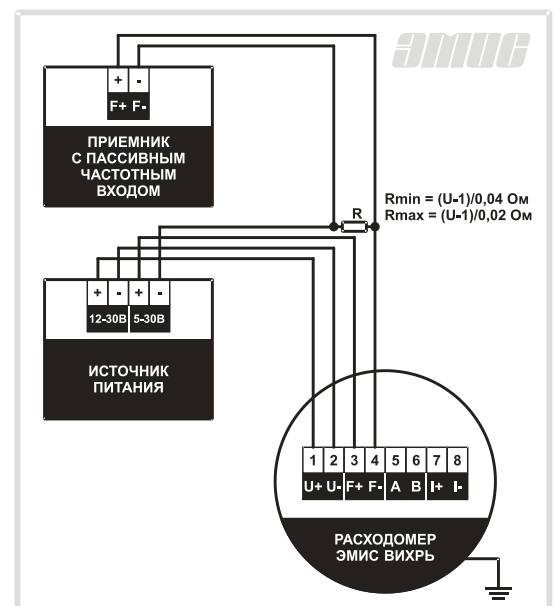 ЭМИС
+ -
F+ F-
ПРИЕМНИК
С ПАССИВНЫМ
ЧАСТОТНЫМ
ВХОДОМ
R
Rmin = (U-1)/0,04 Ом
Rmax = (U-1)/0,02 Ом
+ - + -
12-30В 5-30В
ИСТОЧНИК
ПИТАНИЯ
1 2 3 4 5 6 7 8
U+ U- F+ F- A B I+ I-
РАСХОДОМЕР
ЭМИС ВИХРЬ